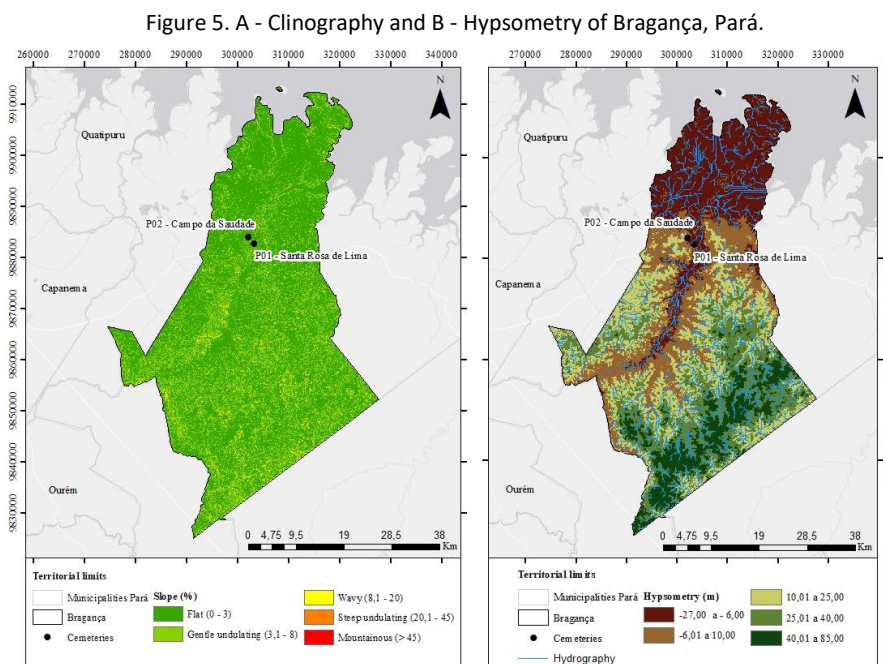 Figure 5. A - Clinography and B - Hypsometry of Bragança, Pará.
260000 270000 280000 290000 300000 310000 320000 330000 340000
N
9910000
9900000
9890000
9880000
9870000
9860000
9850000
9840000
9830000
Quatipuru
P02 - Campo da Saudade
P01 - Santa Rosa de Lima
Capanema
Ourém
0 4,75 9,5 19 28,5 38
Km
Territorial limits
Municipalities Pará
Bragança
Cemeteries
Slope (%)
Flat (0 - 3)
Gentle undulating (3,1 - 8)
Wavy (8,1 - 20)
Steep undulating (20,1 - 45)
Mountainous (> 45)
270000 280000 290000 300000 310000 320000 330000
N
Quatipuru
P02 - Campo da Saudade
P01 - Santa Rosa de Lima
Capanema
Ourém
0 4,75 9,5 19 28,5 38
Km
Territorial limits
Municipalities Pará
Bragança
Cemeteries
Hydrography
Hypsometry (m)
-27,00 a - 6,00
-6,01 a 10,00
10,01 a 25,00
25,01 a 40,00
40,01 a 85,00